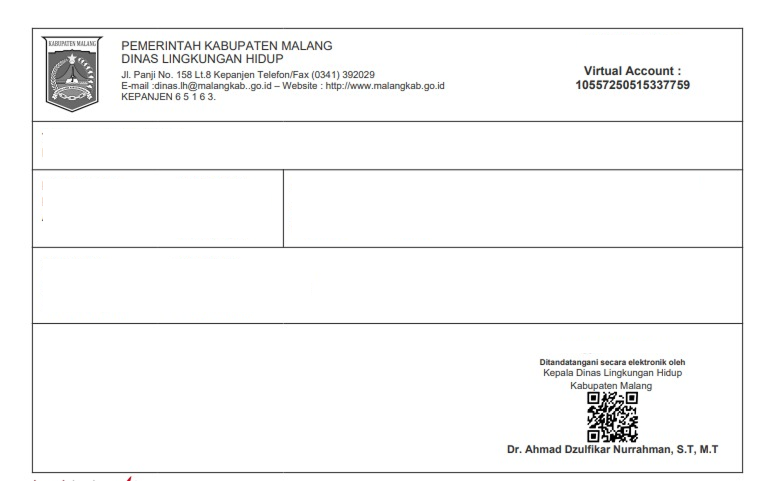 KABUPATEN MALANG
PEMERINTAH KABUPATEN MALANG
DINAS LINGKUNGAN HIDUP
Jl. Panji No. 158 Lt.8 Kepanjen Telefon/Fax (0341) 392029
E-mail :dinas.lh@malangkab..go.id – Website : http://www.malangkab.go.id
KEPANJEN 6 5 1 6 3.
Virtual Account :
10557250515337759
Ditandatangani secara elektronik oleh
Kepala Dinas Lingkungan Hidup
Kabupaten Malang
Dr. Ahmad Dzulfikar Nurrahman, S.T, M.T